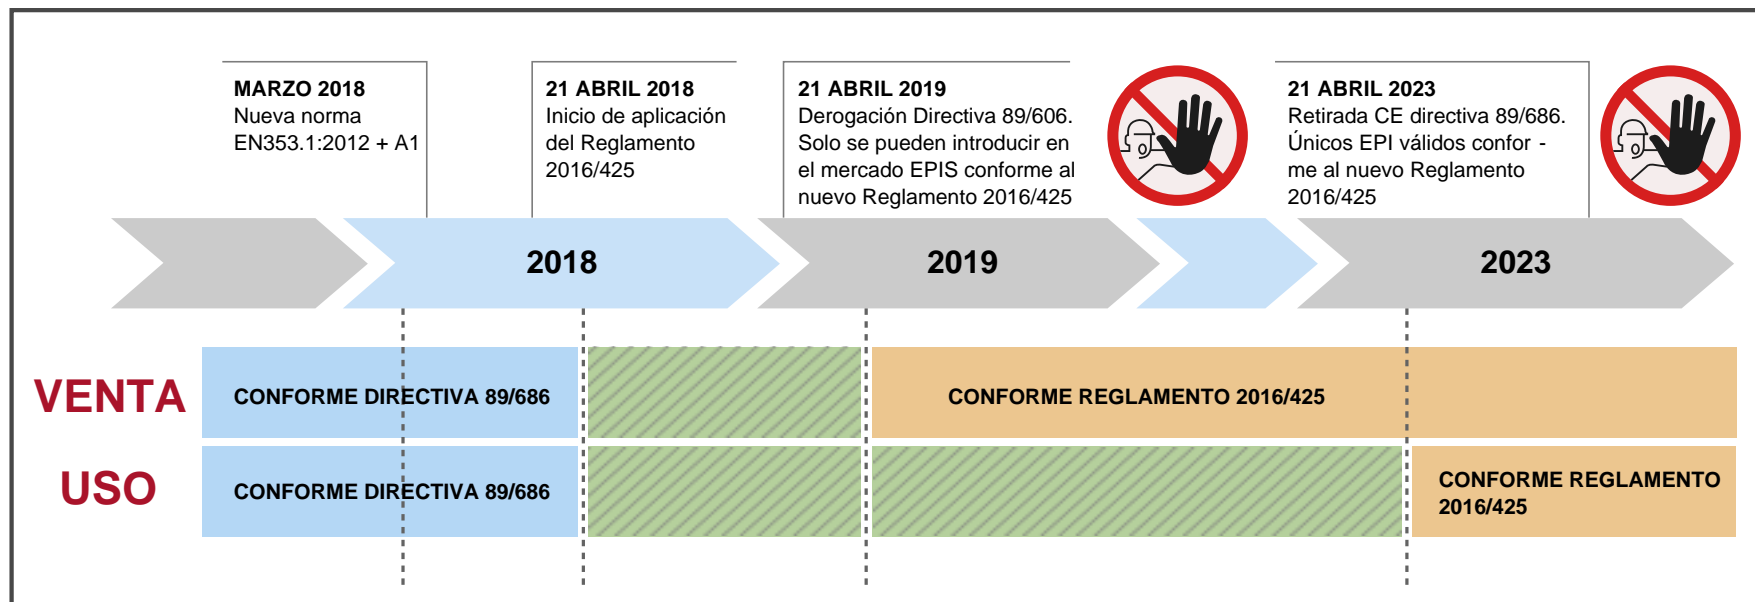 MARZO 2018
Nueva norma
EN353.1:2012 + A1
21 ABRIL 2018
Inicio de aplicación
del Reglamento
2016/425
21 ABRIL 2019
Derogación Directiva 89/606.
Solo se pueden introducir en
el mercado EPIS conforme al
nuevo Reglamento 2016/425
21 ABRIL 2023
Retirada CE directiva 89/686.
Únicos EPI válidos confor -
me al nuevo Reglamento
2016/425
2018
2019
2023
VENTA
CONFORME DIRECTIVA 89/686
CONFORME REGLAMENTO 2016/425
USO
CONFORME DIRECTIVA 89/686
CONFORME REGLAMENTO
2016/425